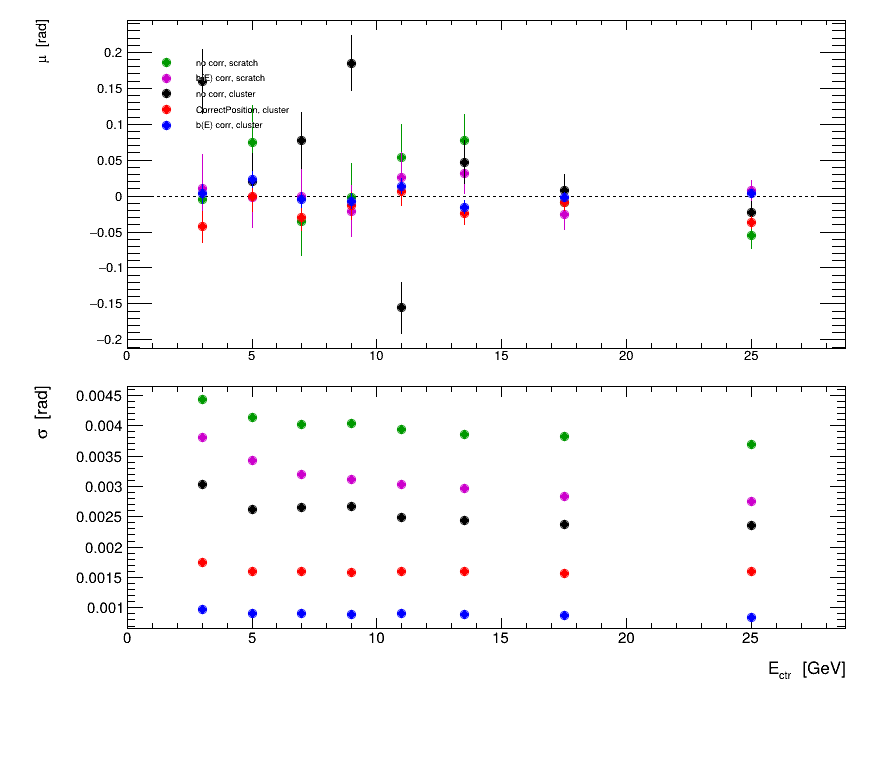 μ [rad]
0.2
0.15
0.1
0.05
0
−0.05
−0.1
−0.15
−0.2
no corr, scratch
b(E) corr, scratch
no corr, cluster
CorrectPosition, cluster
b(E) corr, cluster
0 5 10 15 20 25
σ [rad]
0.0045
0.004
0.0035
0.003
0.0025
0.002
0.0015
0.001
0 5 10 15 20 25
E_ctr [GeV]